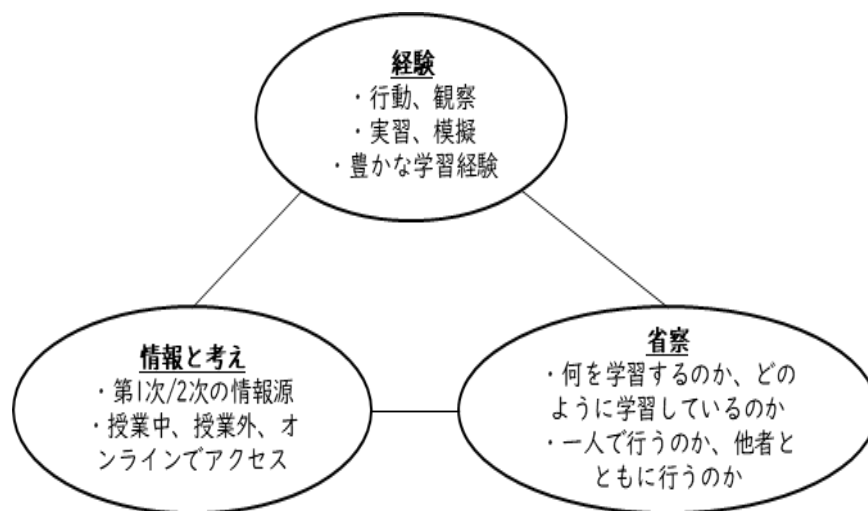 経験
・行動、観察
・実習、模擬
・豊かな学習経験
情報と考え
・第1次/2次の情報源
・授業中、授業外、オ
ンラインでアクセス
省察
・何を学習するのか、どの
ように学習しているのか
・一人で行うのか、他者と
ともに行うのか